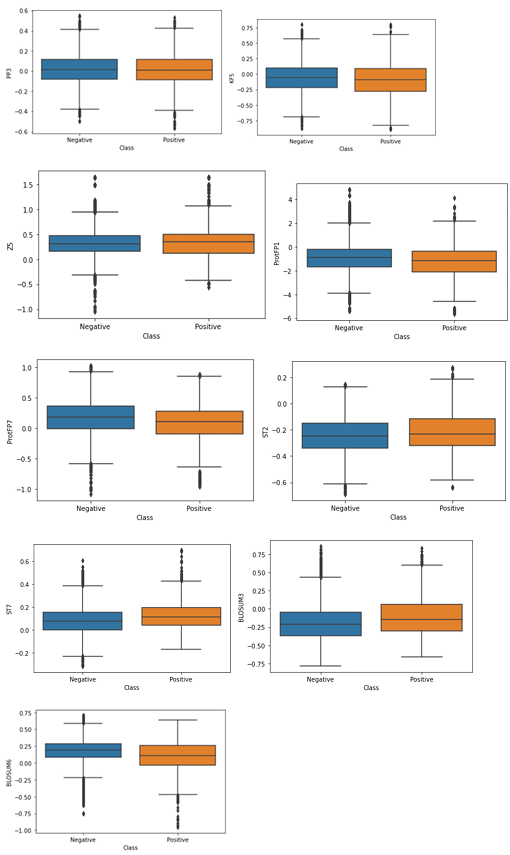 PP3
0.6
0.4
0.2
0.0
−0.2
−0.4
−0.6
Negative Positive
Class
KF5
0.75
0.50
0.25
0.00
−0.25
−0.50
−0.75
Negative Positive
Class
Z5
1.5
1.0
0.5
0.0
−0.5
−1.0
Negative Positive
Class
ProtFP1
4
2
0
−2
−4
−6
Negative Positive
Class
ProtFP7
1.0
0.5
0.0
−0.5
−1.0
Negative Positive
Class
ST2
0.2
0.0
−0.2
−0.4
−0.6
Negative Positive
Class
ST7
0.6
0.4
0.2
0.0
−0.2
Negative Positive
Class
BLOSUM3
0.75
0.50
0.25
0.00
−0.25
−0.50
−0.75
Negative Positive
Class
BLOSUM6
0.75
0.50
0.25
0.00
−0.25
−0.50
−0.75
−1.00
Negative Positive
Class